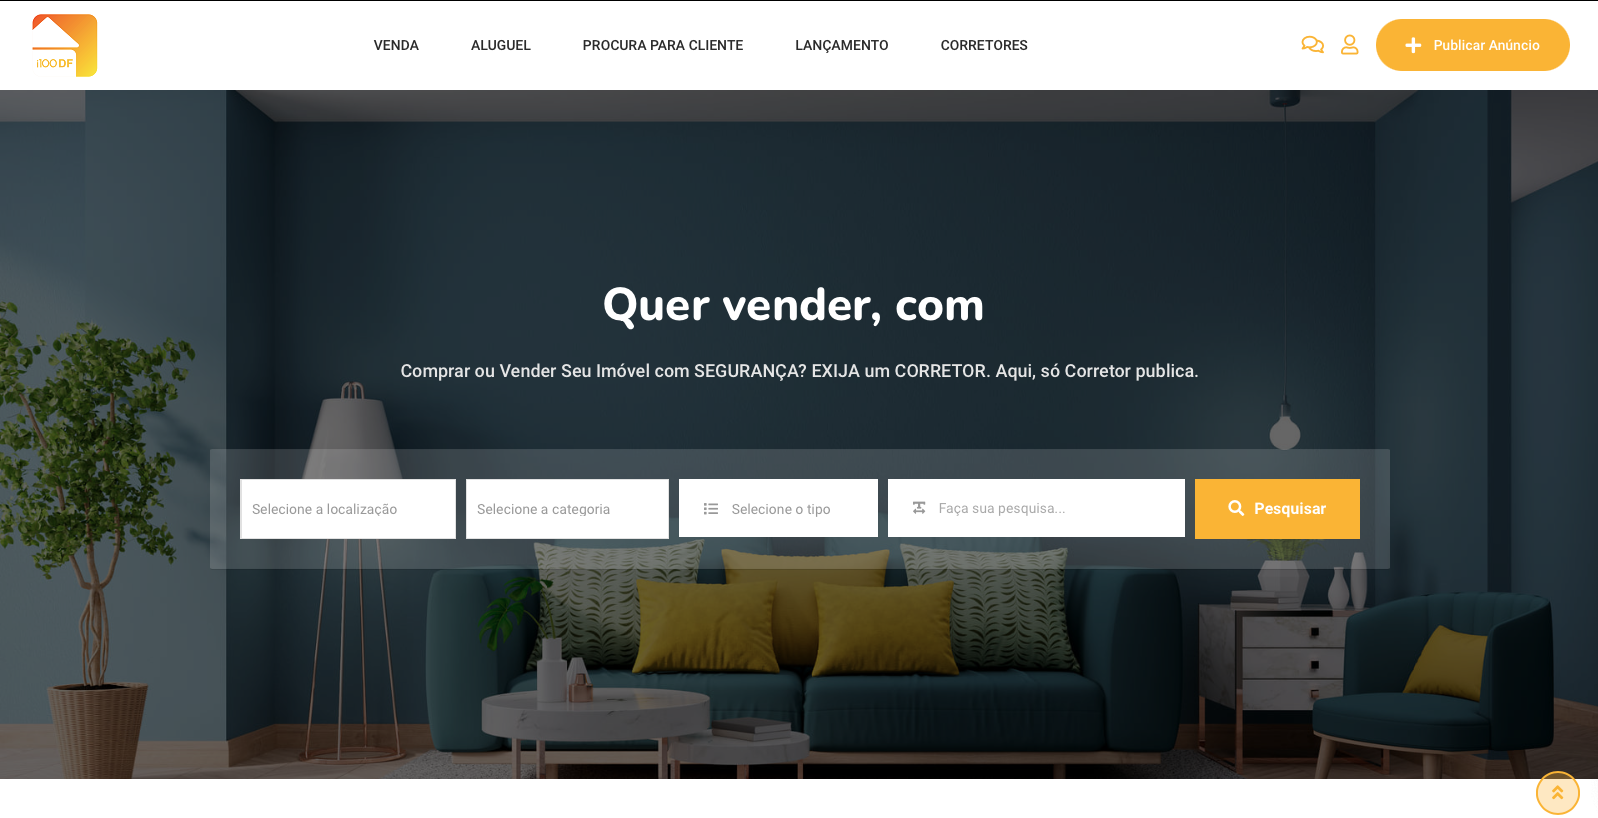 i100DF
VENDA
ALUGUEL
PROCURA PARA CLIENTE
LANÇAMENTO
CORRETORES
Publicar Anúncio
Quer vender, com
Comprar ou Vender Seu Imóvel com SEGURANÇA? EXIJA um CORRETOR. Aqui, só Corretor publica.
Selecione a localização
Selecione a categoria
Selecione o tipo
Faça sua pesquisa...
Pesquisar